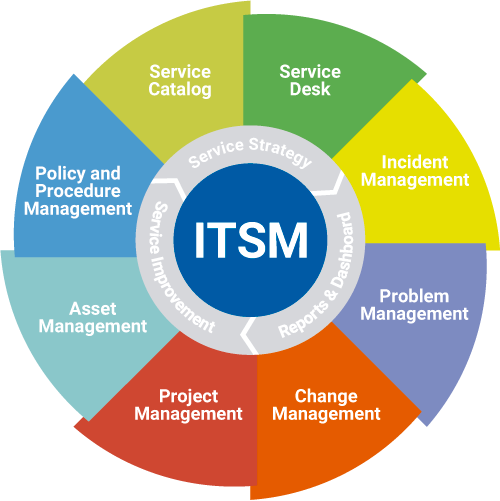 Service
Catalog
Service
Desk
Incident
Management
Problem
Management
Change
Management
Project
Management
Asset
Management
Policy and
Procedure
Management
Service Strategy
Reports & Dashboard
Service Improvement
ITSM